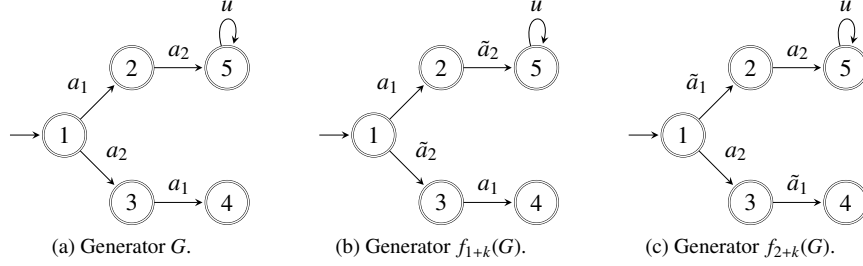 u
2 a₂ 5
a₁
1
a₂
3 a₁ 4
(a) Generator G.
u
2 ã₂ 5
a₁
1
ã₂
3 a₁ 4
(b) Generator f₁₊ₖ(G).
u
2 a₂ 5
ã₁
1
a₂
3 ã₁ 4
(c) Generator f₂₊ₖ(G).